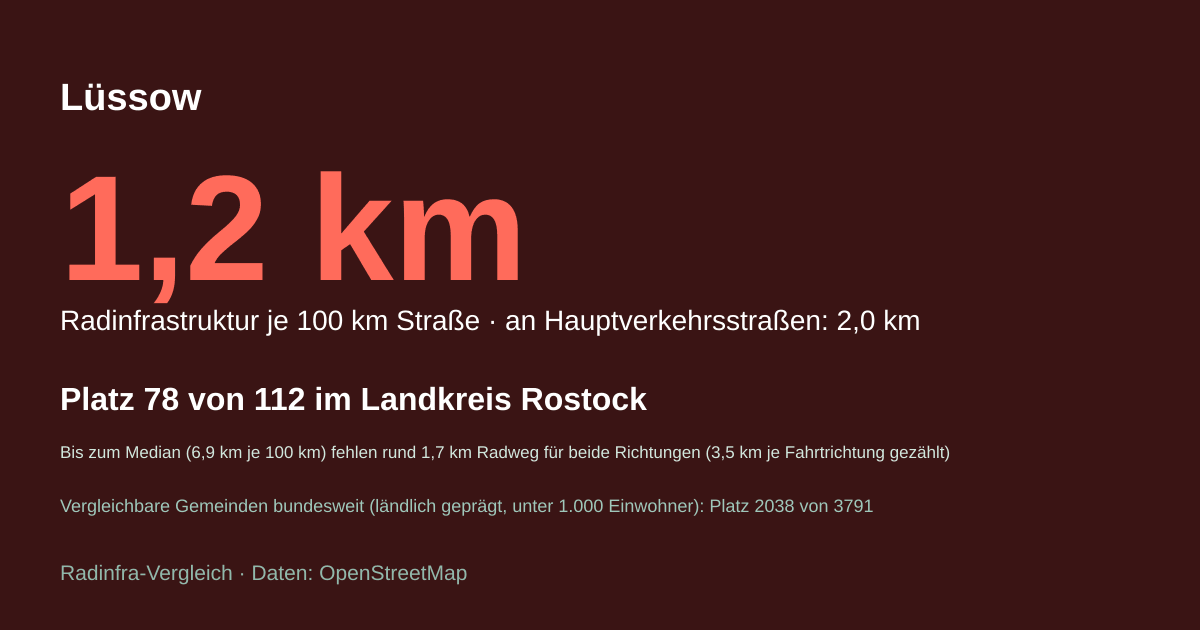 Lüssow
1,2 km
Radinfrastruktur je 100 km Straße · an Hauptverkehrsstraßen: 2,0 km
Platz 78 von 112 im Landkreis Rostock
Bis zum Median (6,9 km je 100 km) fehlen rund 1,7 km Radweg für beide Richtungen (3,5 km je Fahrtrichtung gezählt)
Vergleichbare Gemeinden bundesweit (ländlich geprägt, unter 1.000 Einwohner): Platz 2038 von 3791
Radinfra-Vergleich · Daten: OpenStreetMap